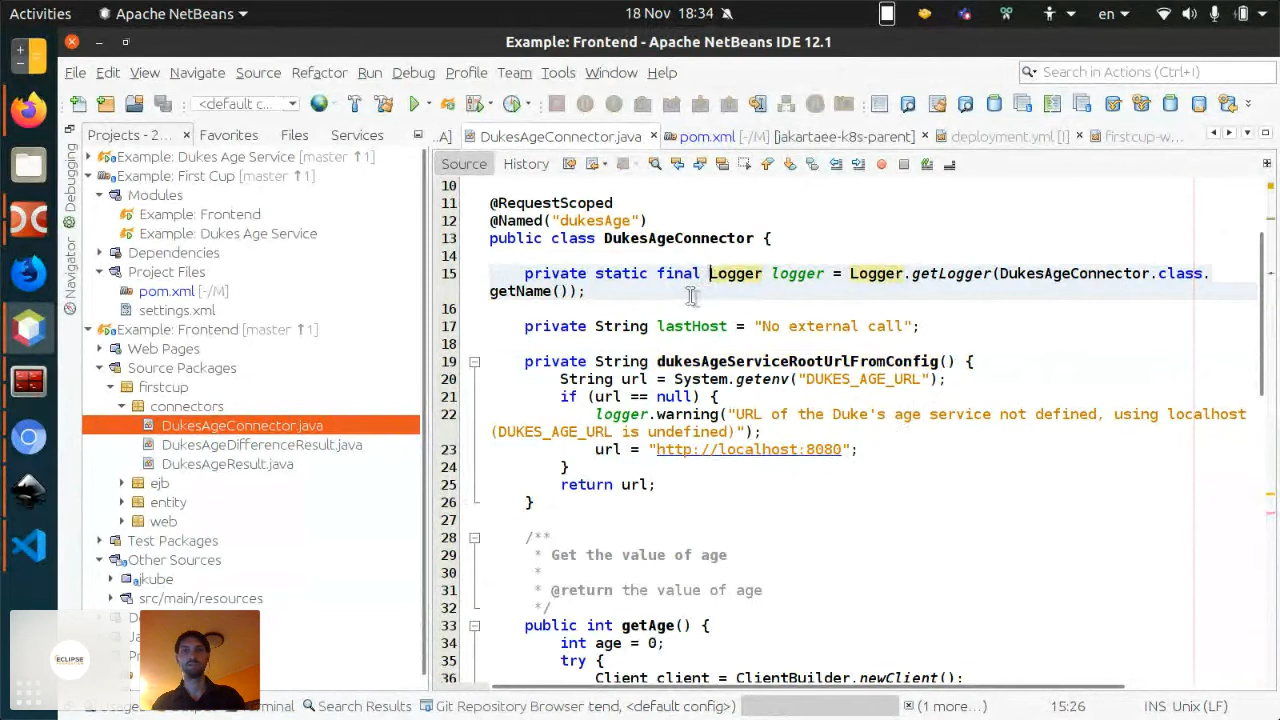 Activities
Apache NetBeans
18 Nov 18:34
en
Example: Frontend - Apache NetBeans IDE 12.1
File Edit View Navigate Source Refactor Run Debug Profile Team Tools Window Help
Search in Actions (Ctrl+I)
<default c...
Projects - 2... Favorites Files Services
...A] DukesAgeConnector.java pom.xml [-/M] [jakartaee-k8s-parent] deployment.yml [1] firstcup-w...
Source History
Debugging
Navigator
Example: Dukes Age Service [master ↑1]
Example: First Cup [master ↑1]
Modules
Example: Frontend
Example: Dukes Age Service
Dependencies
Project Files
pom.xml [-/M]
settings.xml
Example: Frontend [master ↑1]
Web Pages
Source Packages
firstcup
connectors
DukesAgeConnector.java
DukesAgeDifferenceResult.java
DukesAgeResult.java
ejb
entity
web
Test Packages
Other Sources
jkube
src/main/resources
10
11 @RequestScoped
12 @Named("dukesAge")
13 public class DukesAgeConnector {
14
15 private static final Logger logger = Logger.getLogger(DukesAgeConnector.class.
getName());
16
17 private String lastHost = "No external call";
18
19 private String dukesAgeServiceRootUrlFromConfig() {
20 String url = System.getenv("DUKES_AGE_URL");
21 if (url == null) {
22 logger.warning("URL of the Duke's age service not defined, using localhost
(DUKES_AGE_URL is undefined)");
23 url = "http://localhost:8080";
24 }
25 return url;
26 }
27
28 /**
29 * Get the value of age
30 *
31 * @return the value of age
32 */
33 public int getAge() {
34 int age = 0;
35 try {
36 Client client = ClientBuilder.newClient();
ECLIPSE
Search Results
Git Repository Browser
tend, <default config>)
(1 more...)
15:26
INS Unix (LF)